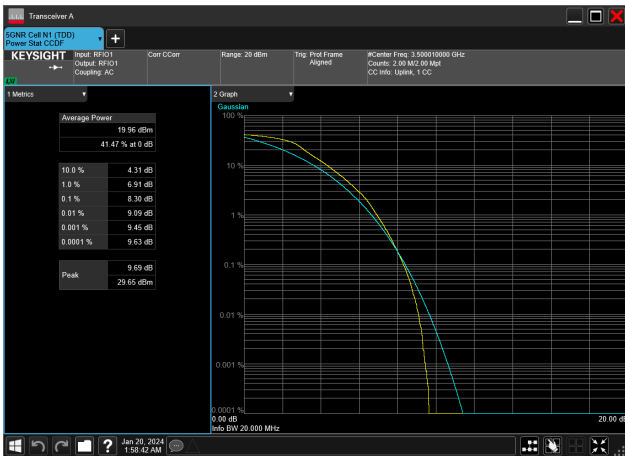 Transceiver A
5GNR Cell N1 (TDD)
Power Stat CCDF
KEYSIGHT
LXI
Input: RFIO1
Output: RFIO1
Coupling: AC
Corr CCorr
Range: 20 dBm
Trig: Prot Frame
Aligned
#Center Freq: 3.500010000 GHz
Counts: 2.00 M/2.00 Mpt
CC Info: Uplink, 1 CC
1 Metrics
Average Power
19.96 dBm
41.47 % at 0 dB
10.0 % 4.31 dB
1.0 % 6.91 dB
0.1 % 8.30 dB
0.01 % 9.09 dB
0.001 % 9.45 dB
0.0001 % 9.63 dB
Peak
9.69 dB
29.65 dBm
2 Graph
Gaussian
100 %
10 %
1 %
0.1 %
0.01 %
0.001 %
0.0001 %
0.00 dB 20.00 dB
Info BW 20.000 MHz
Jan 20, 2024
1:58:42 AM